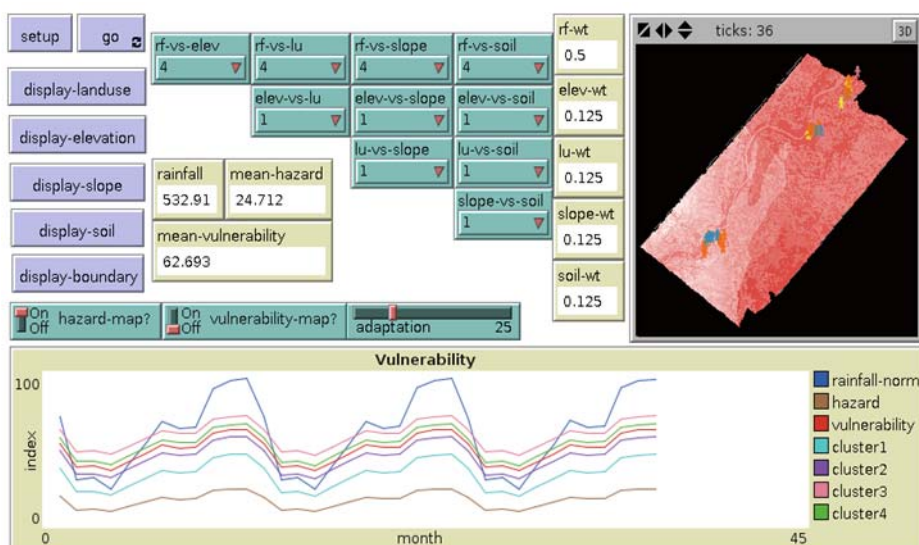 setup
go
display-landuse
display-elevation
display-slope
display-soil
display-boundary
rf-vs-elev
4
rf-vs-lu
4
rf-vs-slope
4
rf-vs-soil
4
elev-vs-lu
1
elev-vs-slope
1
elev-vs-soil
1
lu-vs-slope
1
lu-vs-soil
1
slope-vs-soil
1
rf-wt
0.5
elev-wt
0.125
lu-wt
0.125
slope-wt
0.125
soil-wt
0.125
rainfall
532.91
mean-hazard
24.712
mean-vulnerability
62.693
On
Off
hazard-map?
On
Off
vulnerability-map?
adaptation 25
ticks: 36
3D
Vulnerability
100
index
0
0
month
45
rainfall-norm
hazard
vulnerability
cluster1
cluster2
cluster3
cluster4